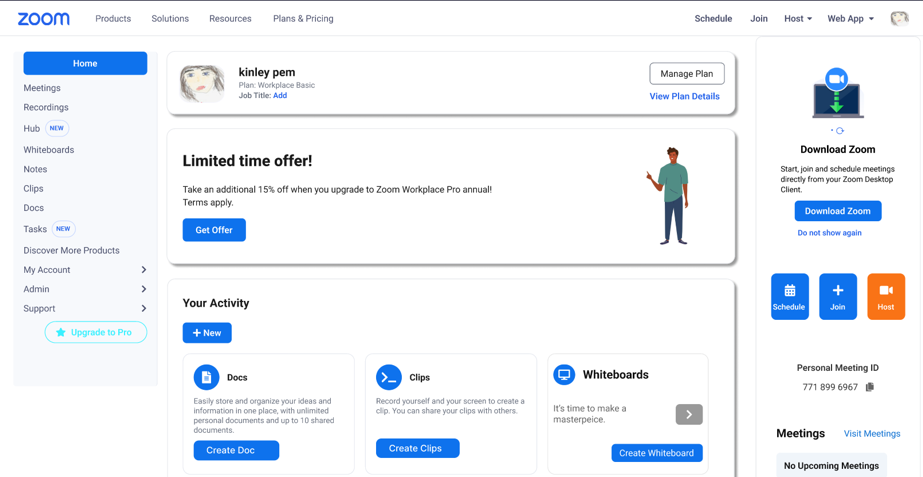 zoom
Products
Solutions
Resources
Plans & Pricing
Schedule
Join
Host
Web App
Home
Meetings
Recordings
Hub NEW
Whiteboards
Notes
Clips
Docs
Tasks NEW
Discover More Products
My Account
Admin
Support
Upgrade to Pro
kinley pem
Plan: Workplace Basic
Job Title: Add
Manage Plan
View Plan Details
Limited time offer!
Take an additional 15% off when you upgrade to Zoom Workplace Pro annual!
Terms apply.
Get Offer
Your Activity
+ New
Docs
Easily store and organize your ideas and
information in one place, with unlimited
personal documents and up to 10 shared
documents.
Create Doc
Clips
Record yourself and your screen to create a
clip. You can share your clips with others.
Create Clips
Whiteboards
It's time to make a
masterpeice.
Create Whiteboard
Download Zoom
Start, join and schedule meetings
directly from your Zoom Desktop
Client.
Download Zoom
Do not show again
Schedule
Join
Host
Personal Meeting ID
771 899 6967
Meetings
Visit Meetings
No Upcoming Meetings